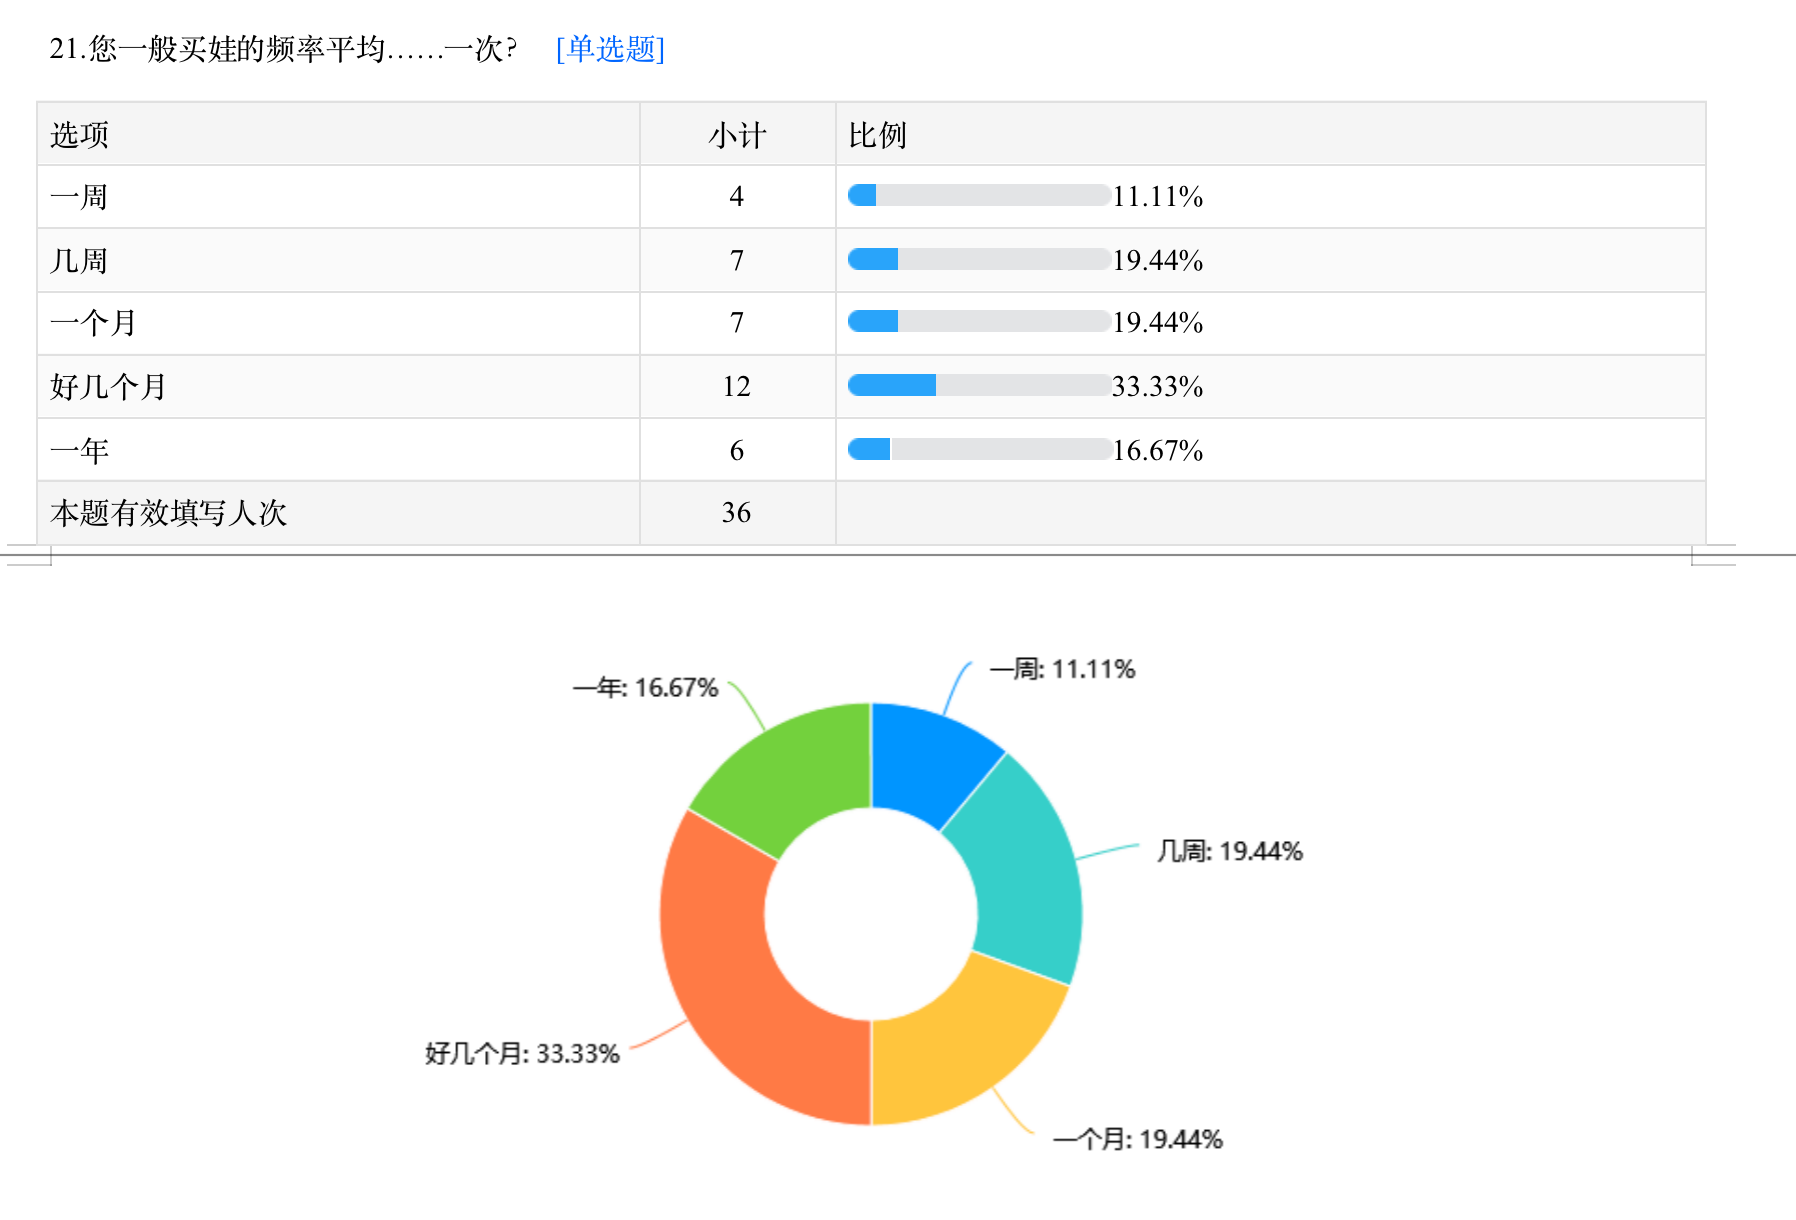 21.您一般买娃的频率平均……一次? [单选题]
选项 小计 比例
一周 4 11.11%
几周 7 19.44%
一个月 7 19.44%
好几个月 12 33.33%
一年 6 16.67%
本题有效填写人次 36
一周: 11.11%
一年: 16.67%
几周: 19.44%
好几个月: 33.33%
一个月: 19.44%